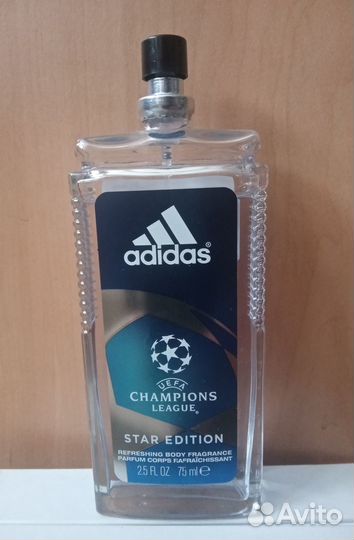 adidas®
UEFA
CHAMPIONS
LEAGUE®
STAR EDITION
REFRESHING BODY FRAGRANCE
PARFUM CORPS RAFRAÎCHISSANT
2.5 FL OZ 75 ml ℮
Avito